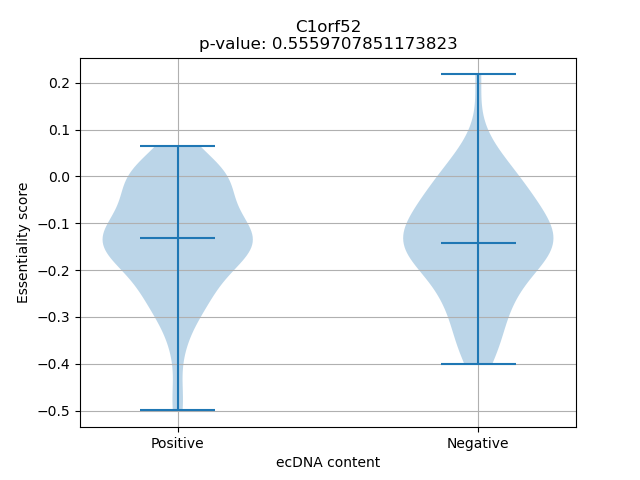 C1orf52
p-value: 0.5559707851173823
0.2
0.1
0.0
−0.1
−0.2
−0.3
−0.4
−0.5
Essentiality score
Positive
Negative
ecDNA content